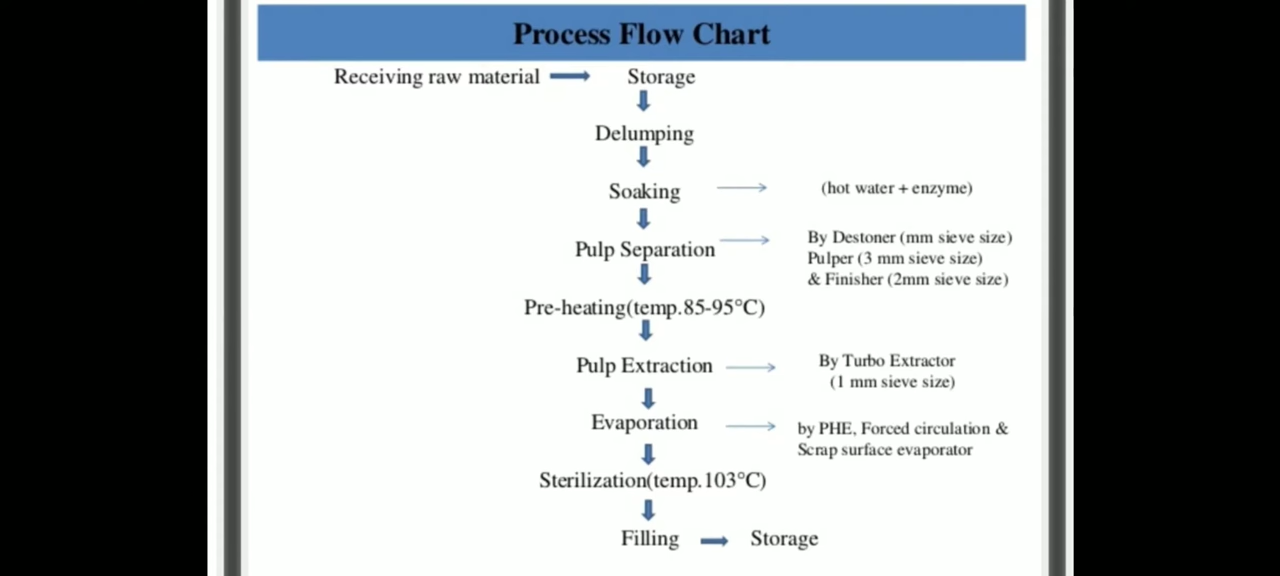 Process Flow Chart
Receiving raw material
Storage
Delumping
Soaking
(hot water + enzyme)
Pulp Separation
By Destoner (mm sieve size)
Pulper (3 mm sieve size)
& Finisher (2mm sieve size)
Pre-heating(temp.85-95°C)
Pulp Extraction
By Turbo Extractor
(1 mm sieve size)
Evaporation
by PHE, Forced circulation &
Scrap surface evaporator
Sterilization(temp.103°C)
Filling
Storage